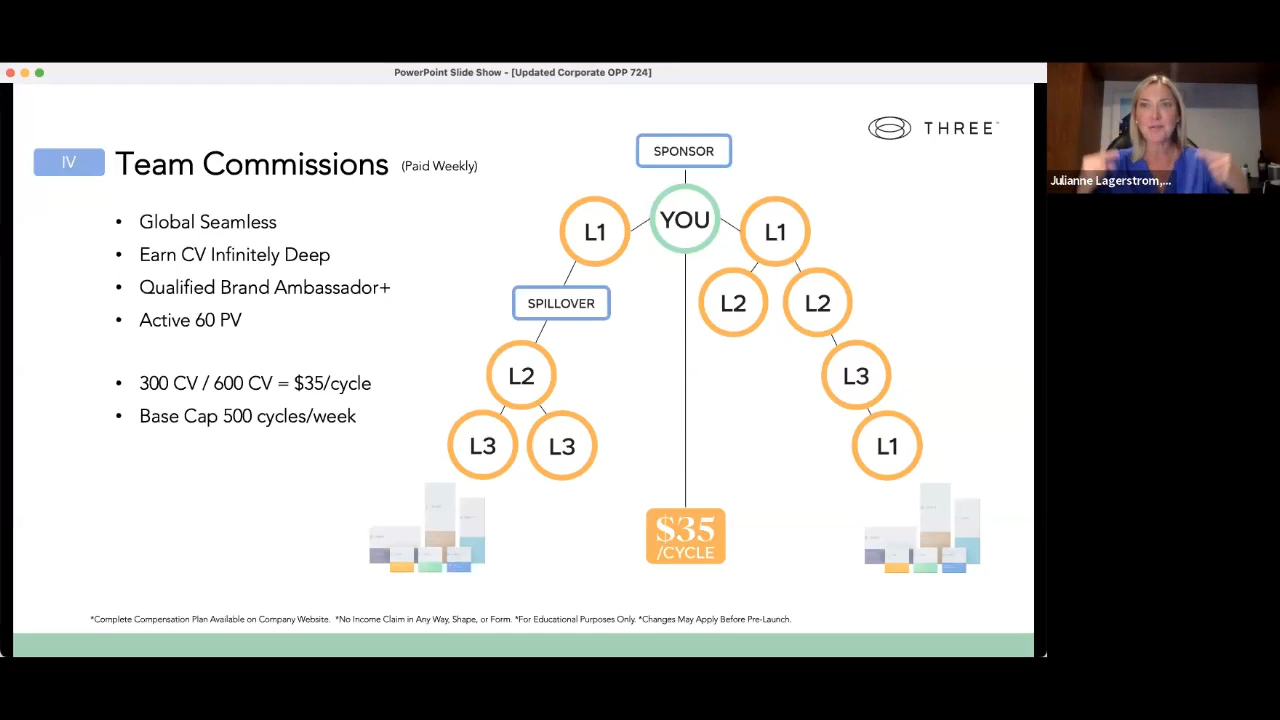 PowerPoint Slide Show - [Updated Corporate OPP 724]
THREE™
IV
Team Commissions (Paid Weekly)
• Global Seamless
• Earn CV Infinitely Deep
• Qualified Brand Ambassador+
• Active 60 PV
• 300 CV / 600 CV = $35/cycle
• Base Cap 500 cycles/week
SPONSOR
YOU
L1
L1
SPILLOVER
L2
L2
L2
L3
L3
L3
L1
$35
/CYCLE
*Complete Compensation Plan Available on Company Website. *No Income Claim in Any Way, Shape, or Form. *For Educational Purposes Only. *Changes May Apply Before Pre-Launch.
Julianne Lagerstrom,...